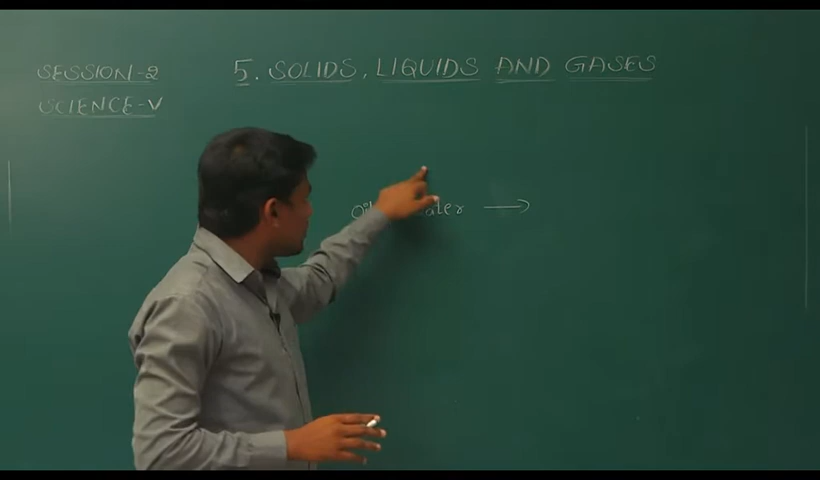 SESSION-2
SCIENCE-V
5. SOLIDS, LIQUIDS AND GASES
→